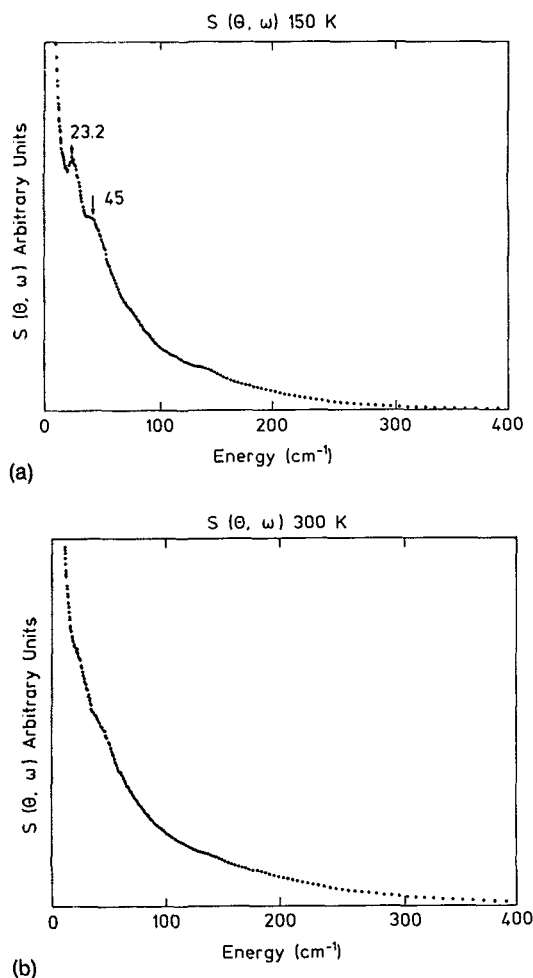 S (θ, ω) 150 K
S (θ, ω) Arbitrary Units
23.2
45
0 100 200 300 400
Energy (cm⁻¹)
(a)
S (θ, ω) 300 K
S (θ, ω) Arbitrary Units
0 100 200 300 400
Energy (cm⁻¹)
(b)